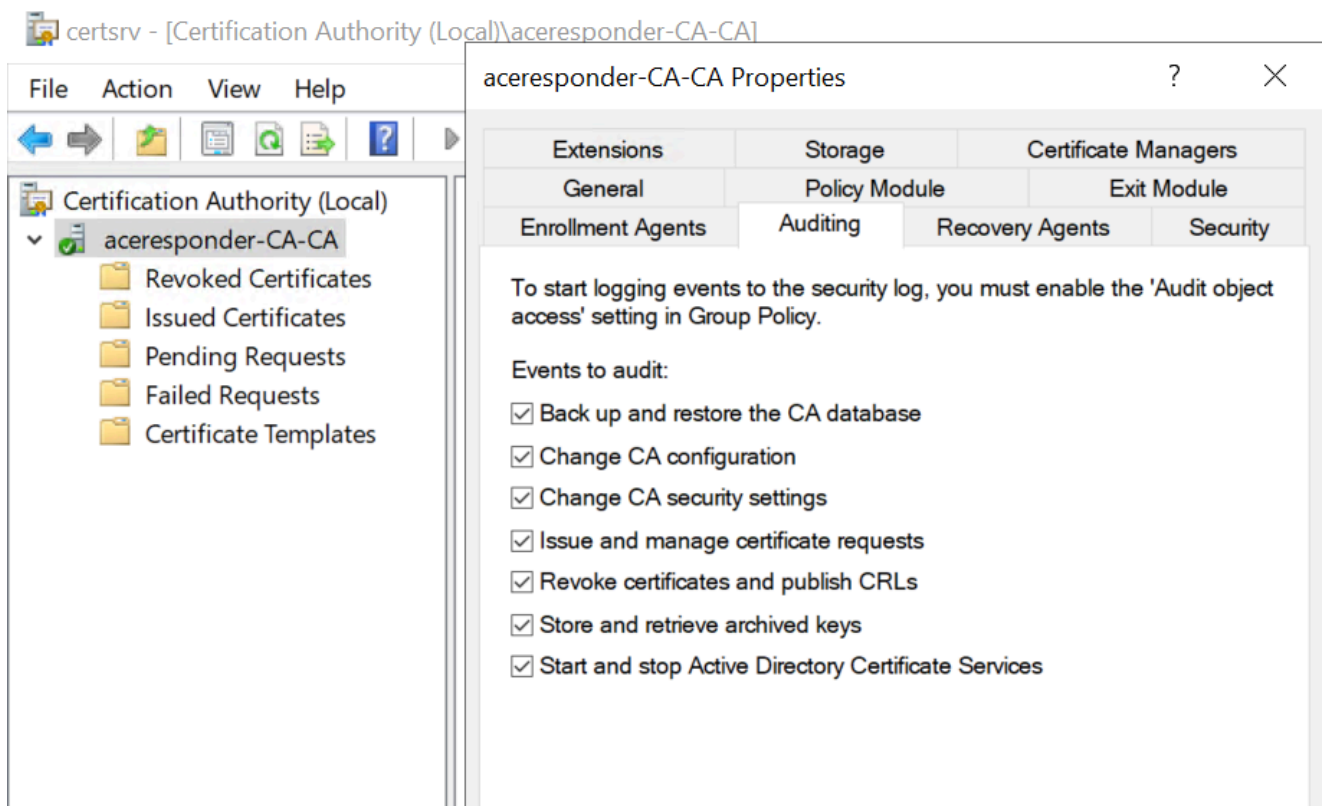 certsrv - [Certification Authority (Local)\aceresponder-CA-CA]
File Action View Help
Certification Authority (Local)
aceresponder-CA-CA
Revoked Certificates
Issued Certificates
Pending Requests
Failed Requests
Certificate Templates
aceresponder-CA-CA Properties
?
Extensions Storage Certificate Managers
General Policy Module Exit Module
Enrollment Agents Auditing Recovery Agents Security
To start logging events to the security log, you must enable the 'Audit object
access' setting in Group Policy.
Events to audit:
Back up and restore the CA database
Change CA configuration
Change CA security settings
Issue and manage certificate requests
Revoke certificates and publish CRLs
Store and retrieve archived keys
Start and stop Active Directory Certificate Services